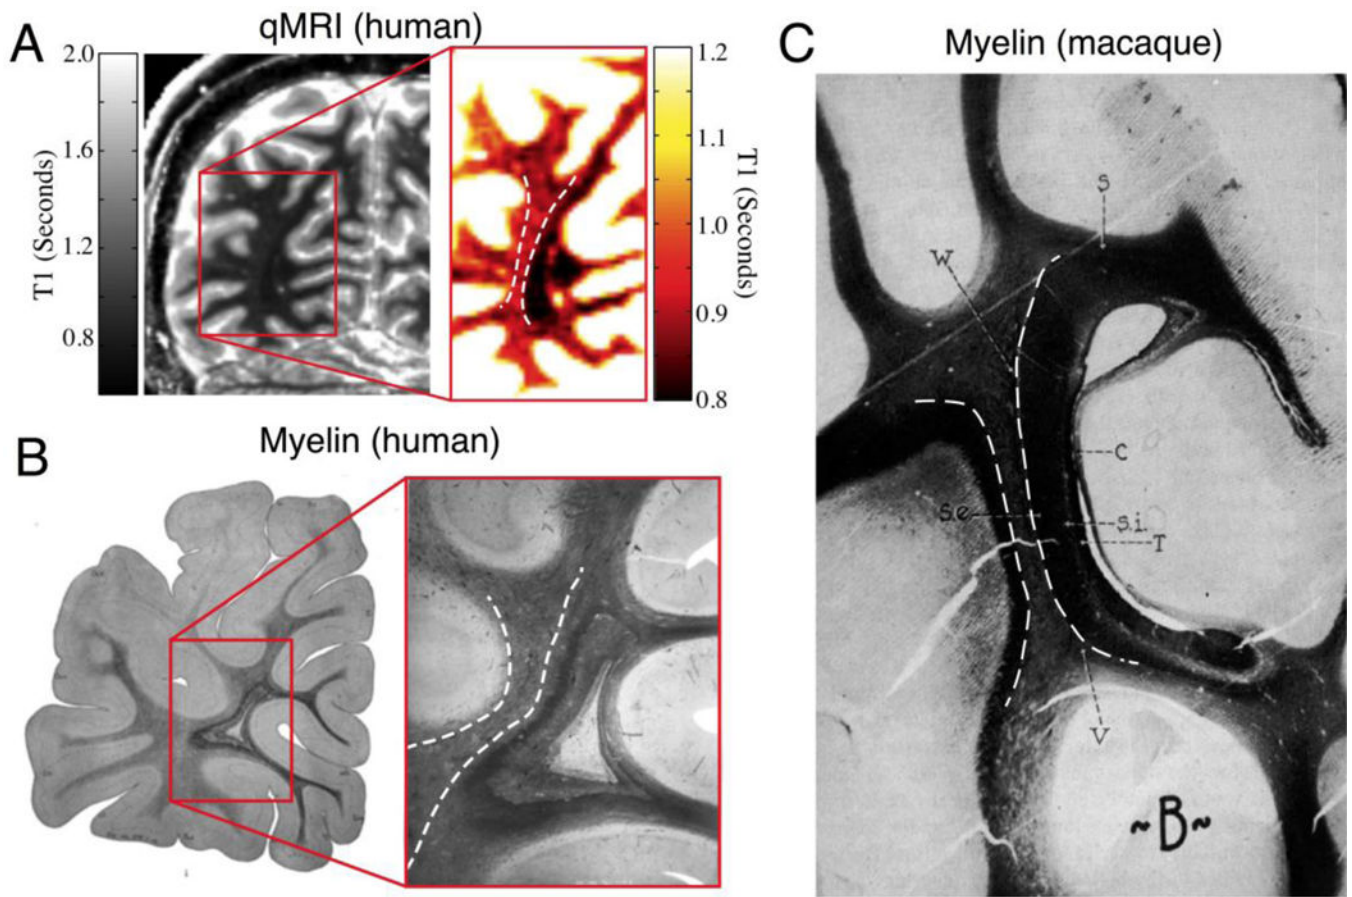 A
qMRI (human)
2.0
1.6
1.2
0.8
T1 (Seconds)
1.2
1.1
1.0
0.9
0.8
T1 (Seconds)
B
Myelin (human)
C
Myelin (macaque)
S
W
C
s.e
s.i.
T
V
~B~